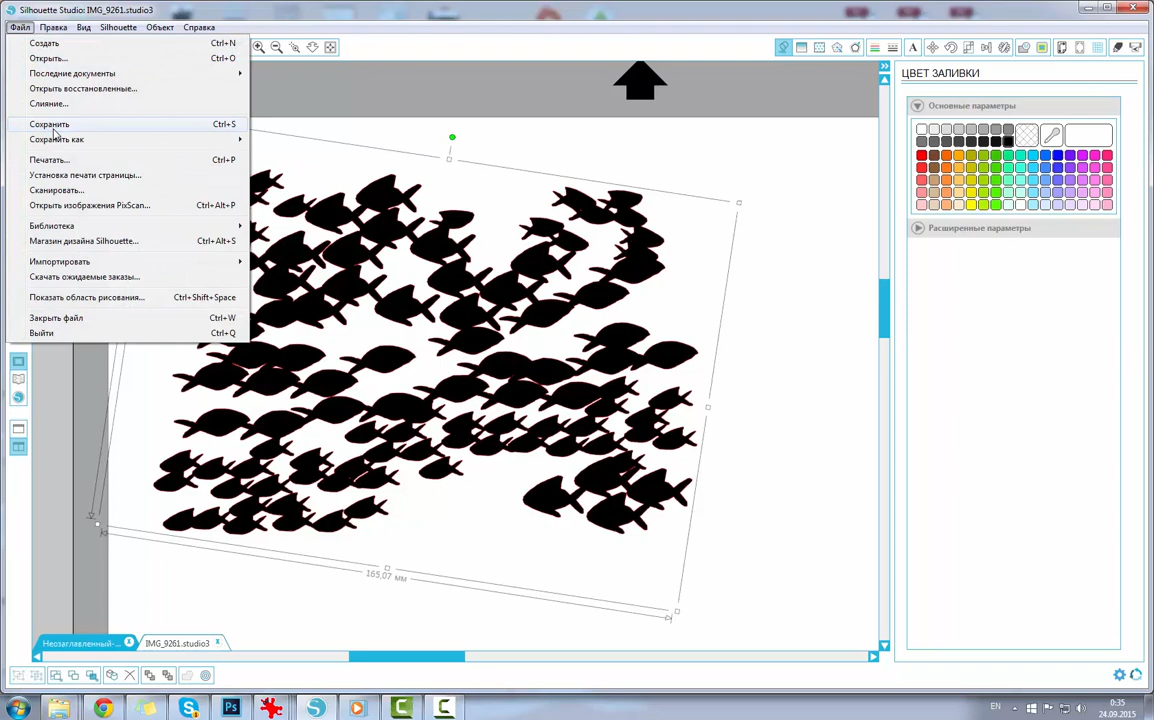 Silhouette Studio: IMG_9261.studio3
Файл Правка Вид Silhouette Объект Справка
Создать Ctrl+N
Открыть... Ctrl+O
Последние документы
Открыть восстановленные...
Слияние...
Сохранить Ctrl+S
Сохранить как
Печатать... Ctrl+P
Установка печати страницы...
Сканировать...
Открыть изображения PixScan... Ctrl+Alt+P
Библиотека
Магазин дизайна Silhouette... Ctrl+Alt+S
Импортировать
Скачать ожидаемые заказы...
Показать область рисования... Ctrl+Shift+Space
Закрыть файл Ctrl+W
Выйти Ctrl+Q
ЦВЕТ ЗАЛИВКИ
Основные параметры
Расширенные параметры
165,07 мм
Неозаглавленный-...
IMG_9261.studio3
EN
0:35
24.09.2015